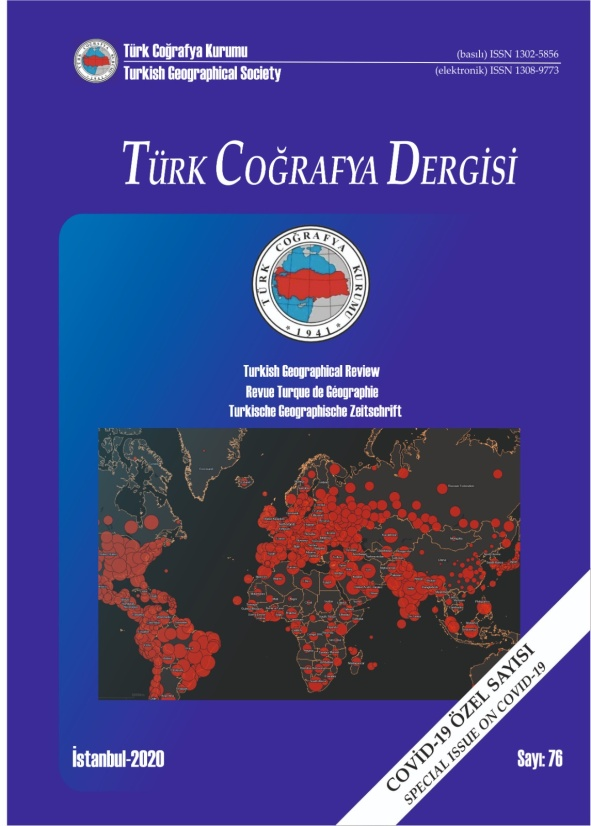 Türk Coğrafya Kurumu
Turkish Geographical Society
(basılı) ISSN 1302-5856
(elektronik) ISSN 1308-9773
TÜRK COĞRAFYA DERGİSİ
TÜRK COĞRAFYA KURUMU
* 1941 *
Turkish Geographical Review
Revue Turque de Géographie
Turkische Geographische Zeitschrift
COVİD-19 ÖZEL SAYISI
SPECIAL ISSUE ON COVID-19
İstanbul-2020
Sayı: 76